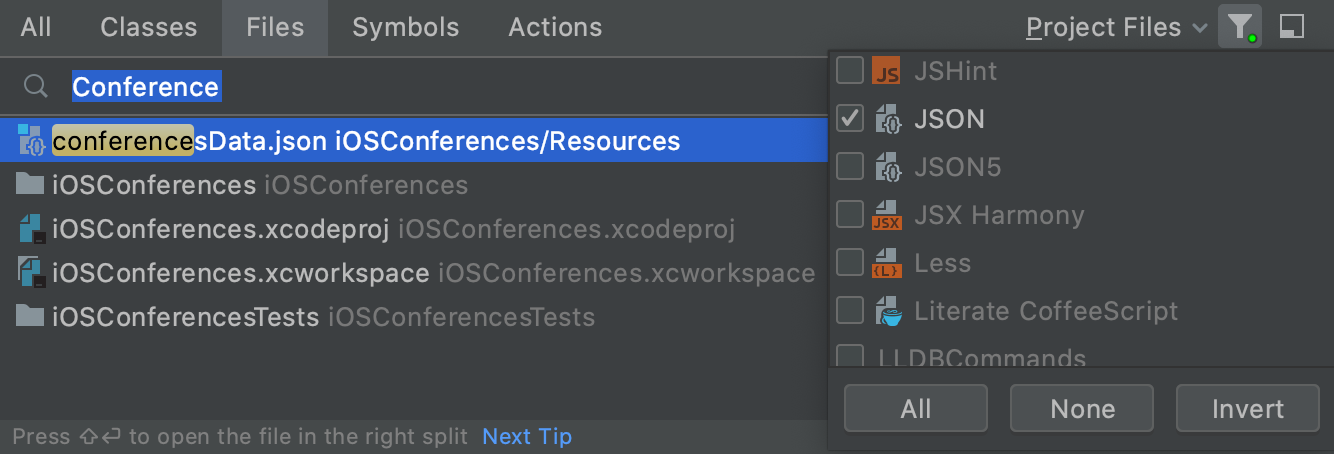 All Classes Files Symbols Actions Project Files
Conference
conferencesData.json iOSConferences/Resources
iOSConferences iOSConferences
iOSConferences.xcodeproj iOSConferences.xcodeproj
iOSConferences.xcworkspace iOSConferences.xcworkspace
iOSConferencesTests iOSConferencesTests
Press ⇧↩ to open the file in the right split Next Tip
JS JSHint
{} JSON
{} JSON5
JSX JSX Harmony
{L} Less
Literate CoffeeScript
LLDBCommands
All None Invert